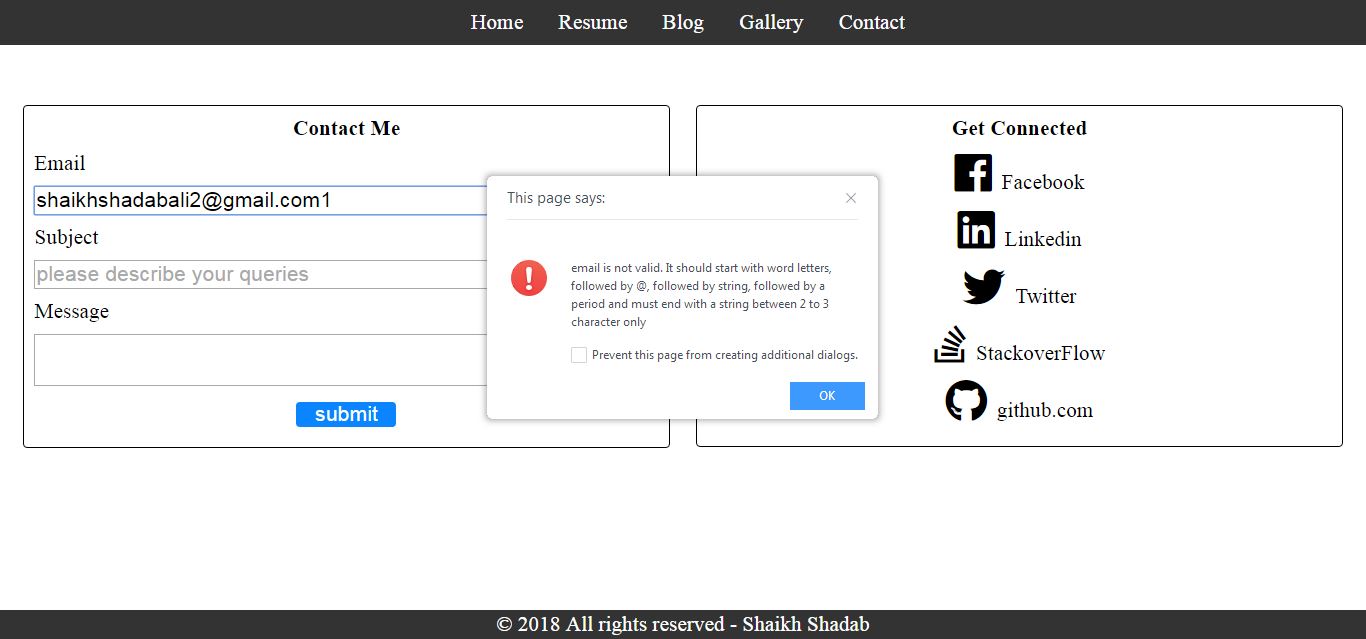 Home Resume Blog Gallery Contact
Contact Me
Email
shaikhshadabali2@gmail.com1
Subject
please describe your queries
Message
submit
This page says:
email is not valid. It should start with word letters,
followed by @, followed by string, followed by a
period and must end with a string between 2 to 3
character only
Prevent this page from creating additional dialogs.
OK
Get Connected
Facebook
Linkedin
Twitter
StackoverFlow
github.com
© 2018 All rights reserved - Shaikh Shadab